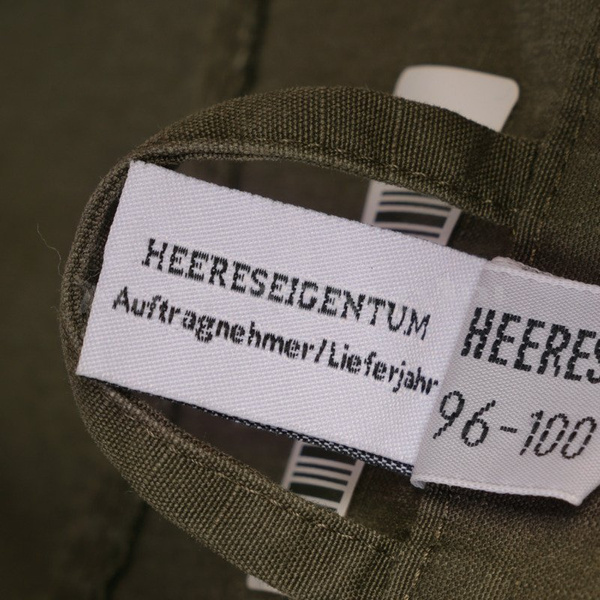 HEERESEIGENTUM
Auftragnehmer/Lieferjahr
HEERES
96-100